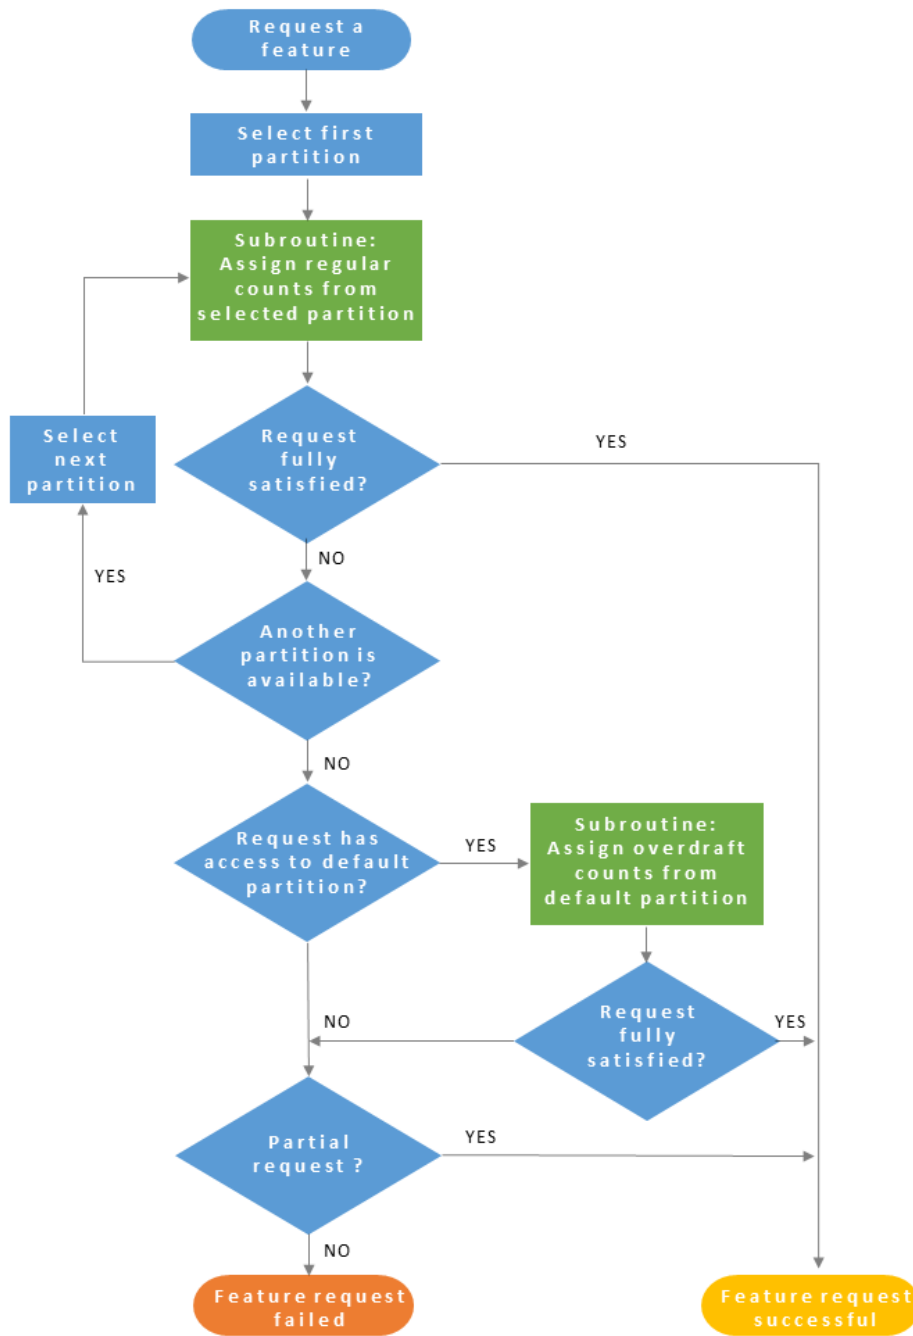 Request a
feature
Select first
partition
Subroutine:
Assign regular
counts from
selected partition
Select
next
partition
Request
fully
satisfied?
YES
NO
YES
Another
partition is
available?
NO
Request has
access to default
partition?
YES
Subroutine:
Assign overdraft
counts from
default partition
NO
Request
fully
satisfied?
YES
Partial
request ?
YES
NO
Feature request
failed
Feature request
successful